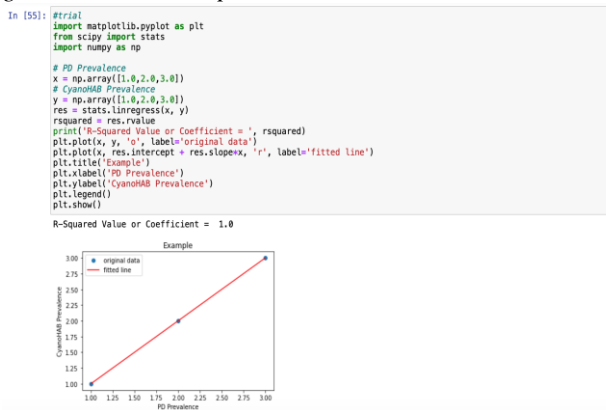 In [55]: #trial
import matplotlib.pyplot as plt
from scipy import stats
import numpy as np
# PD Prevalence
x = np.array([1.0,2.0,3.0])
# CyanoHAB Prevalence
y = np.array([1.0,2.0,3.0])
res = stats.linregress(x, y)
rsquared = res.rvalue
print('R-Squared Value or Coefficient = ', rsquared)
plt.plot(x, y, 'o', label='original data')
plt.plot(x, res.intercept + res.slope*x, 'r', label='fitted line')
plt.title('Example')
plt.xlabel('PD Prevalence')
plt.ylabel('CyanoHAB Prevalence')
plt.legend()
plt.show()
R-Squared Value or Coefficient =  1.0
Example
original data
fitted line
CyanoHAB Prevalence
3.00
2.75
2.50
2.25
2.00
1.75
1.50
1.25
1.00
1.00 1.25 1.50 1.75 2.00 2.25 2.50 2.75 3.00
PD Prevalence